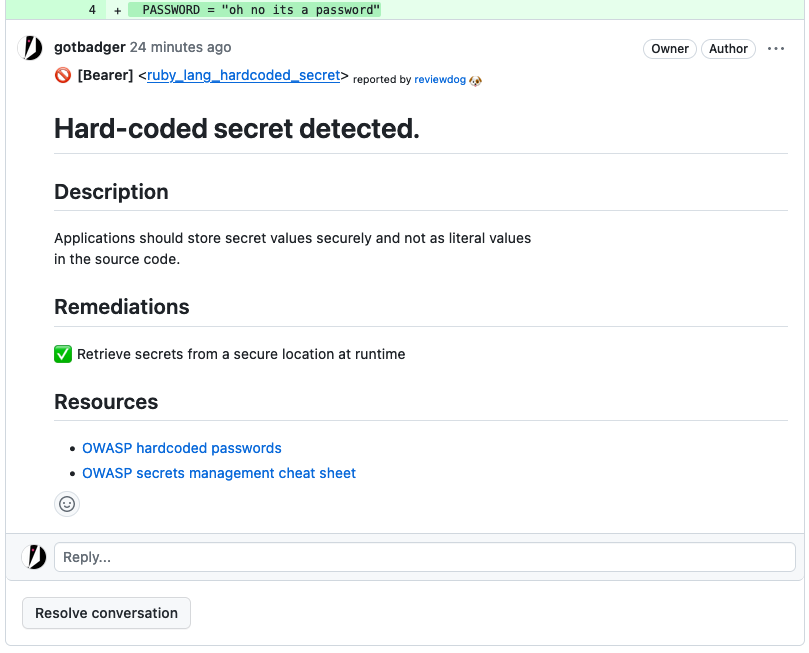 4 + PASSWORD = "oh no its a password"
gotbadger 24 minutes ago Owner Author ...
🚫 [Bearer] <ruby_lang_hardcoded_secret> reported by reviewdog 🐶
Hard-coded secret detected.
Description
Applications should store secret values securely and not as literal values
in the source code.
Remediations
✅ Retrieve secrets from a secure location at runtime
Resources
• OWASP hardcoded passwords
• OWASP secrets management cheat sheet
Reply...
Resolve conversation